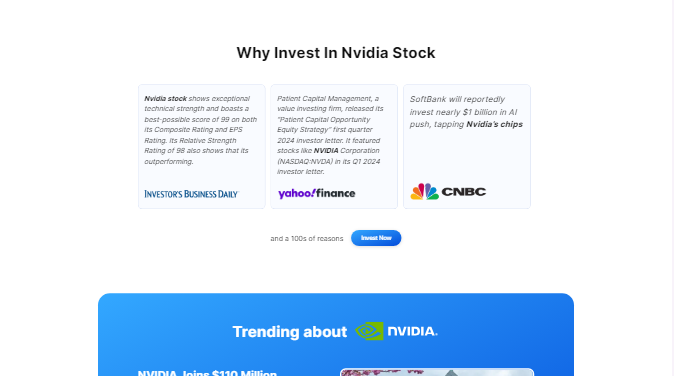 Why Invest In Nvidia Stock
Nvidia stock shows exceptional
technical strength and boasts a
best-possible score of 99 on both
its Composite Rating and EPS
Rating. Its Relative Strength
Rating of 98 also shows that its
outperforming.
INVESTOR'S BUSINESS DAILY
Patient Capital Management, a
value investing firm, released its
"Patient Capital Opportunity
Equity Strategy" first quarter
2024 investor letter. It featured
stocks like NVIDIA Corporation
(NASDAQ:NVDA) in its Q1 2024
investor letter.
yahoo!finance
SoftBank will reportedly
invest nearly $1 billion in AI
push, tapping Nvidia's chips
CNBC
and a 100s of reasons Invest Now
Trending about NVIDIA.
NVIDIA Joins $110 Million